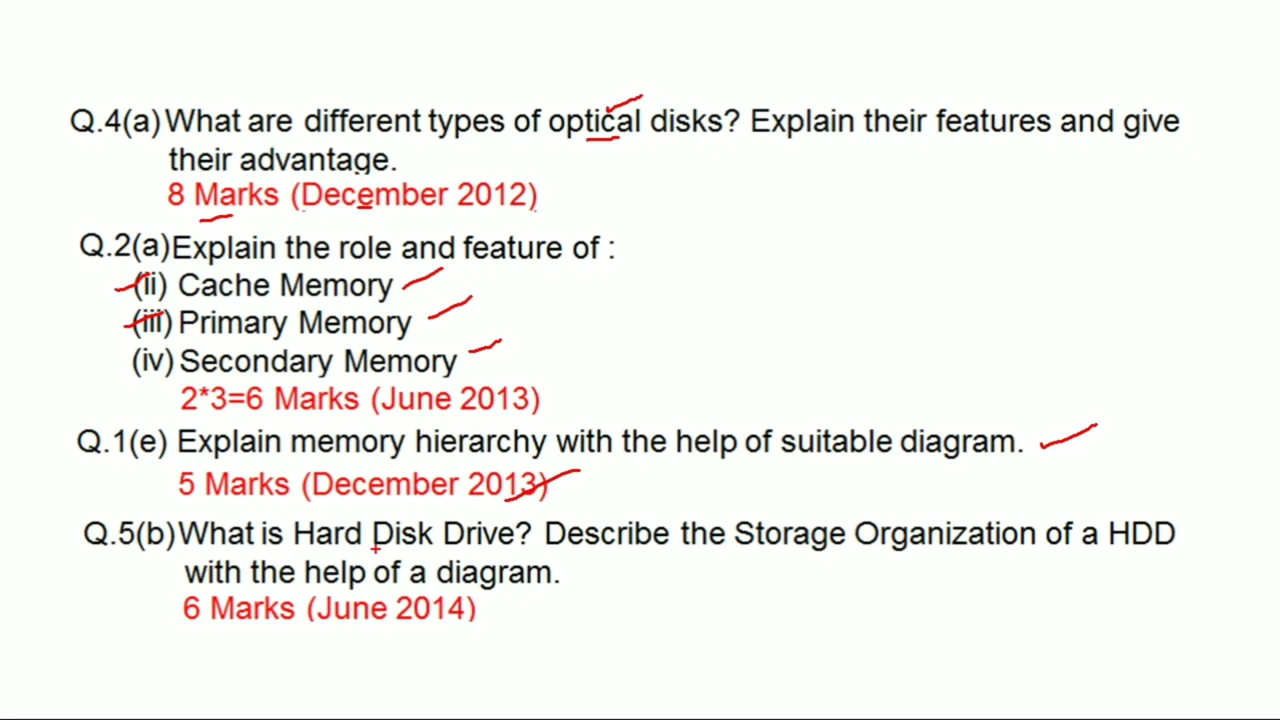 Q.4(a) What are different types of optical disks? Explain their features and give
their advantage.
8 Marks (December 2012)
Q.2(a) Explain the role and feature of :
(ii) Cache Memory
(iii) Primary Memory
(iv) Secondary Memory
2*3=6 Marks (June 2013)
Q.1(e) Explain memory hierarchy with the help of suitable diagram.
5 Marks (December 2013)
Q.5(b) What is Hard Disk Drive? Describe the Storage Organization of a HDD
with the help of a diagram.
6 Marks (June 2014)